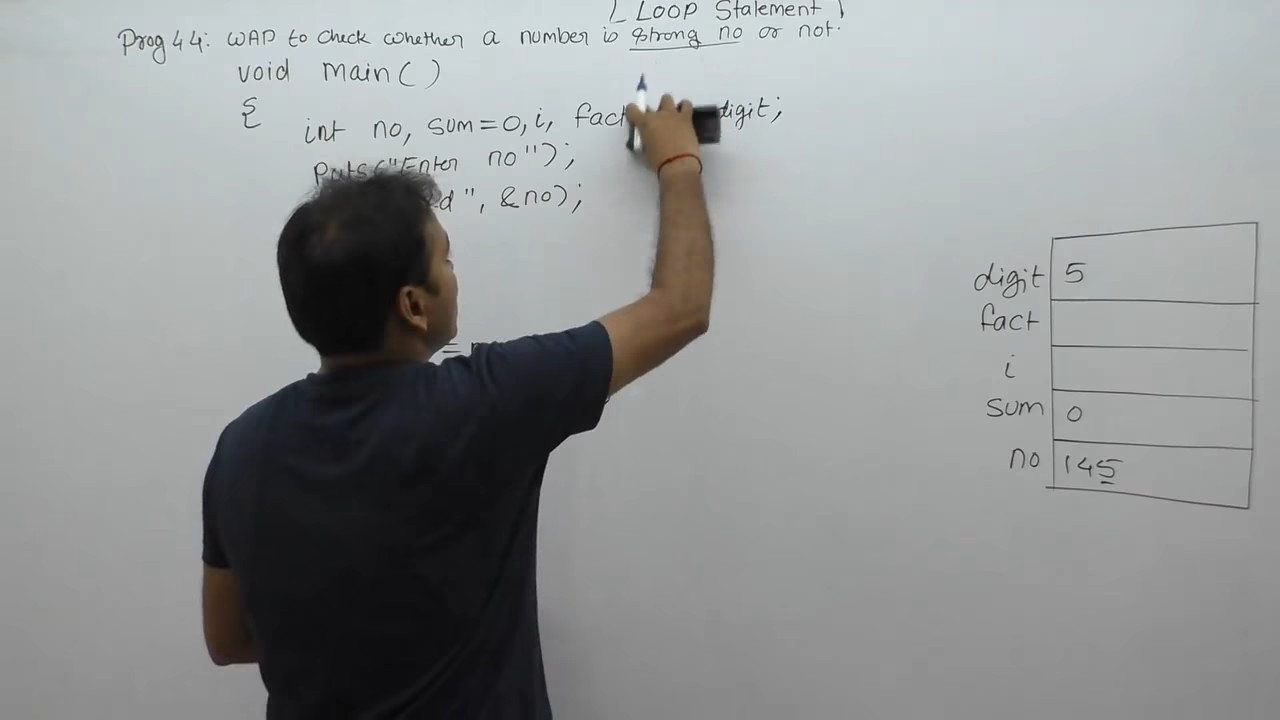 ( LOOP Statement )
Prog 44: WAP to check whether a number is strong no or not.
void main( )
{
int no, sum=0, i, fact digit;
puts("Enter no");
d", &no);
=
digit 5
fact
i
sum 0
no 145